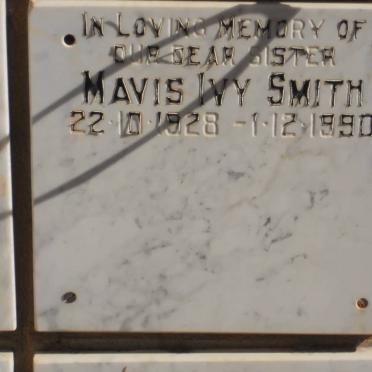 IN LOVING MEMORY OF
OUR DEAR SISTER
MAVIS IVY SMITH
22·10·1928 – 1·12·1990